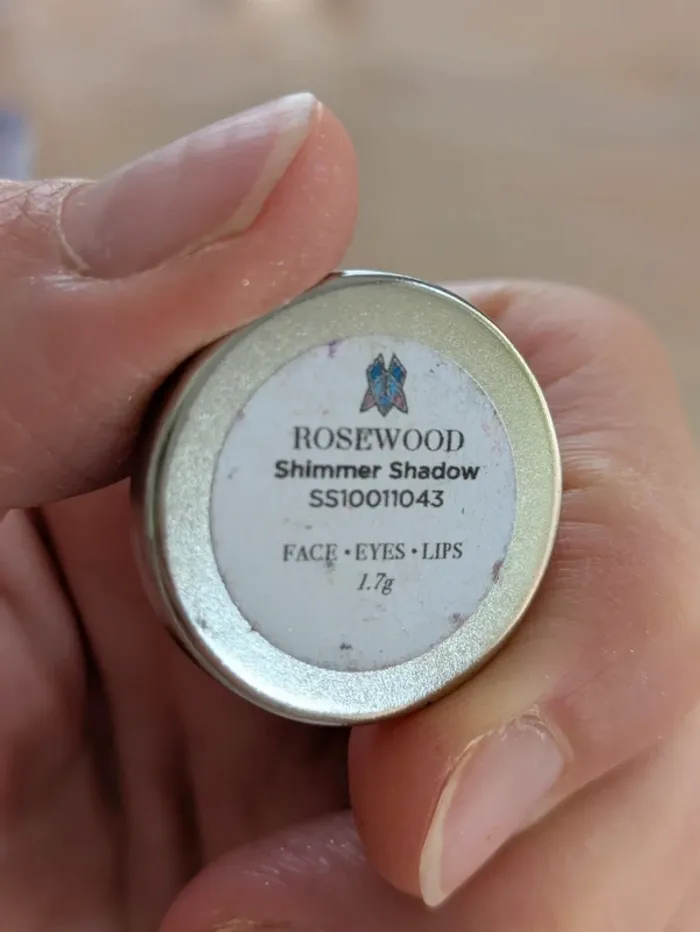 ROSEWOOD
Shimmer Shadow
SS10011043
FACE • EYES • LIPS
1.7g